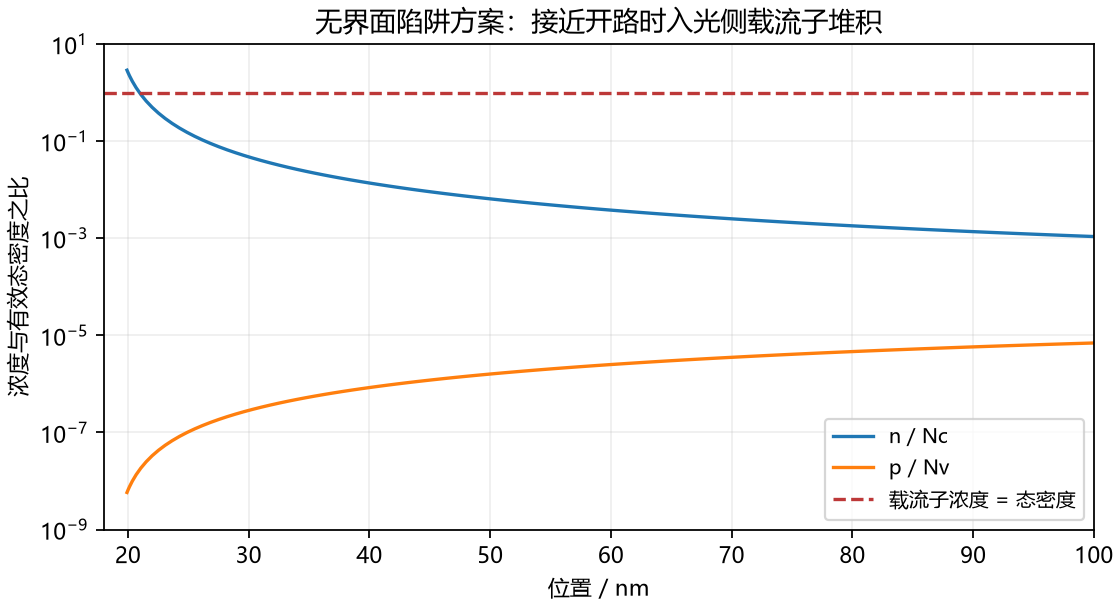 无界面陷阱方案：接近开路时入光侧载流子堆积
浓度与有效态密度之比
10¹
10⁻¹
10⁻³
10⁻⁵
10⁻⁷
10⁻⁹
n / Nc
p / Nv
载流子浓度 = 态密度
20 30 40 50 60 70 80 90 100
位置 / nm